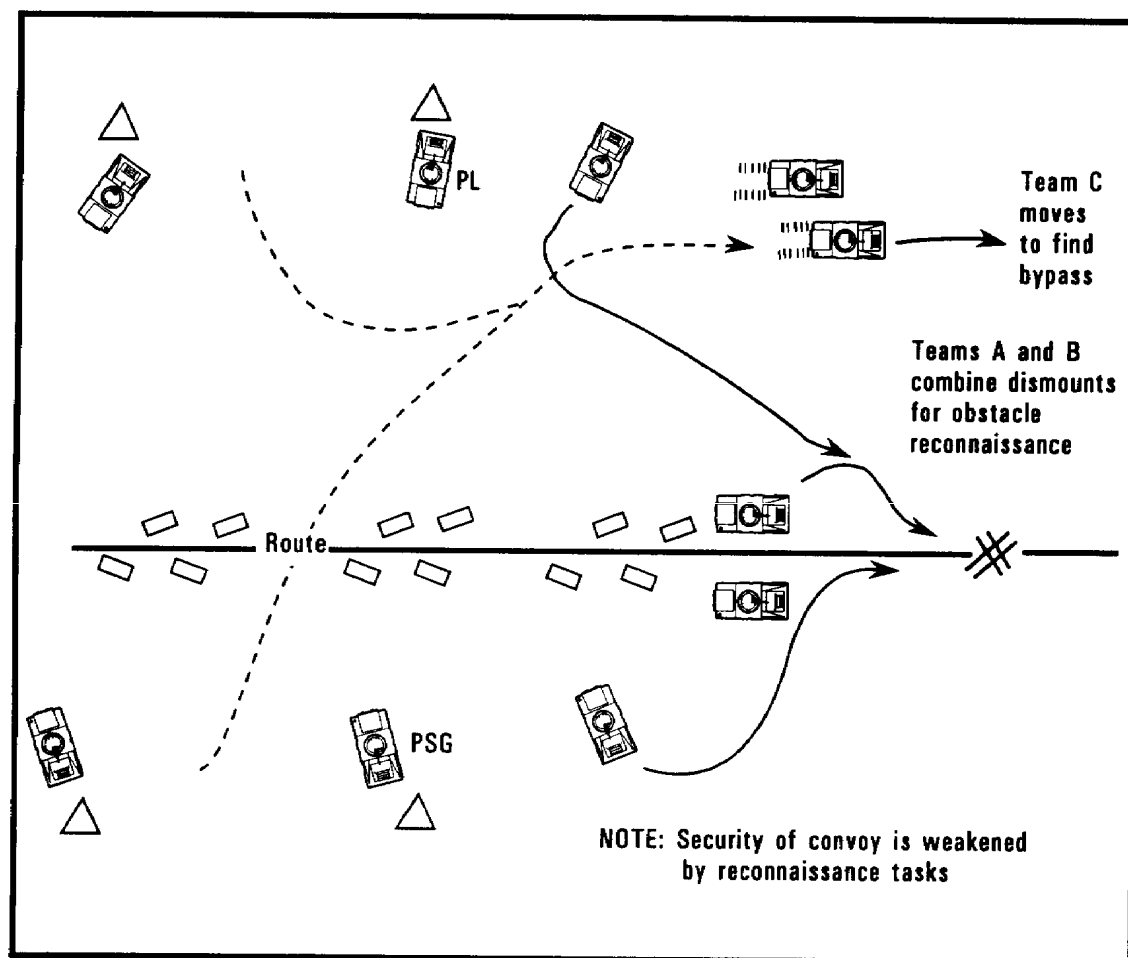 PL
Team C
moves
to find
bypass
Teams A and B
combine dismounts
for obstacle
reconnaissance
Route
PSG
NOTE: Security of convoy is weakened
by reconnaissance tasks